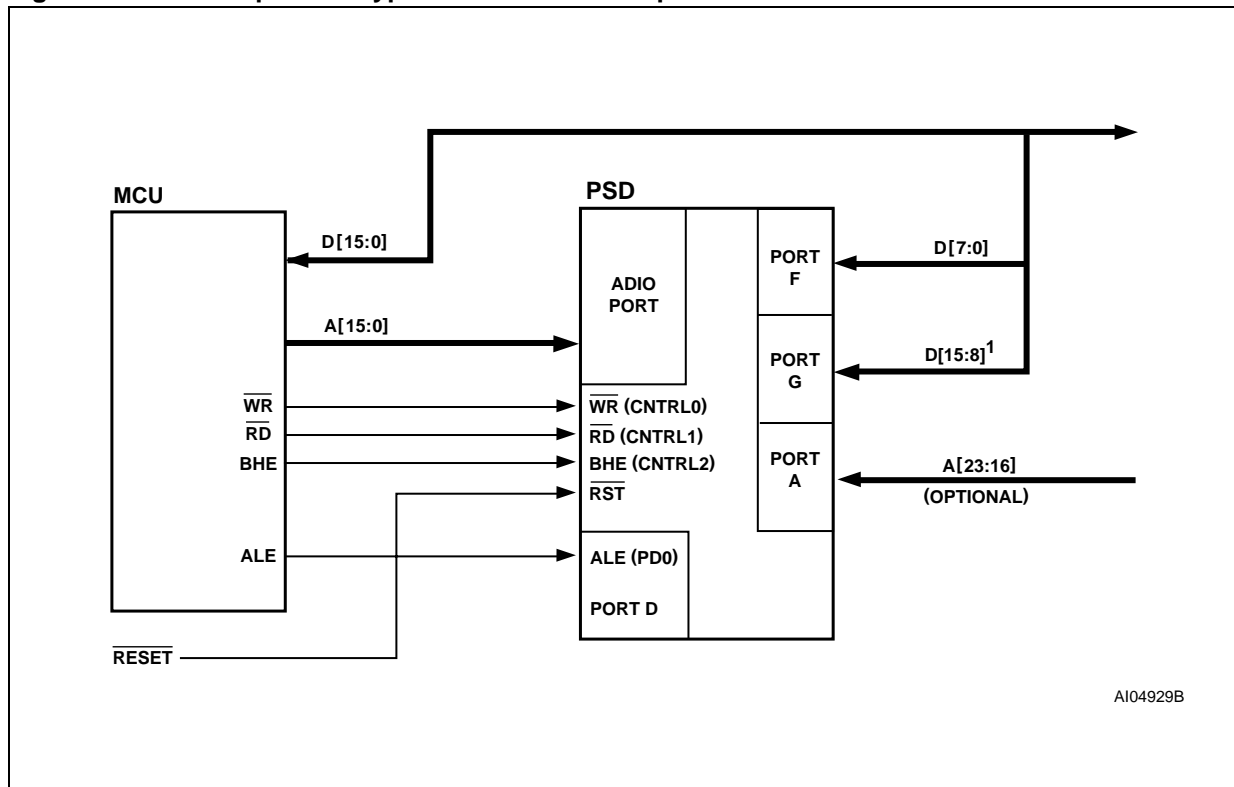 MCU
PSD
D[15:0]
A[15:0]
WR
RD
BHE
ALE
RESET
ADIO
PORT
WR (CNTRL0)
RD (CNTRL1)
BHE (CNTRL2)
RST
ALE (PD0)
PORT D
PORT
F
PORT
G
PORT
A
D[7:0]
D[15:8]1
A[23:16]
(OPTIONAL)
AI04929B